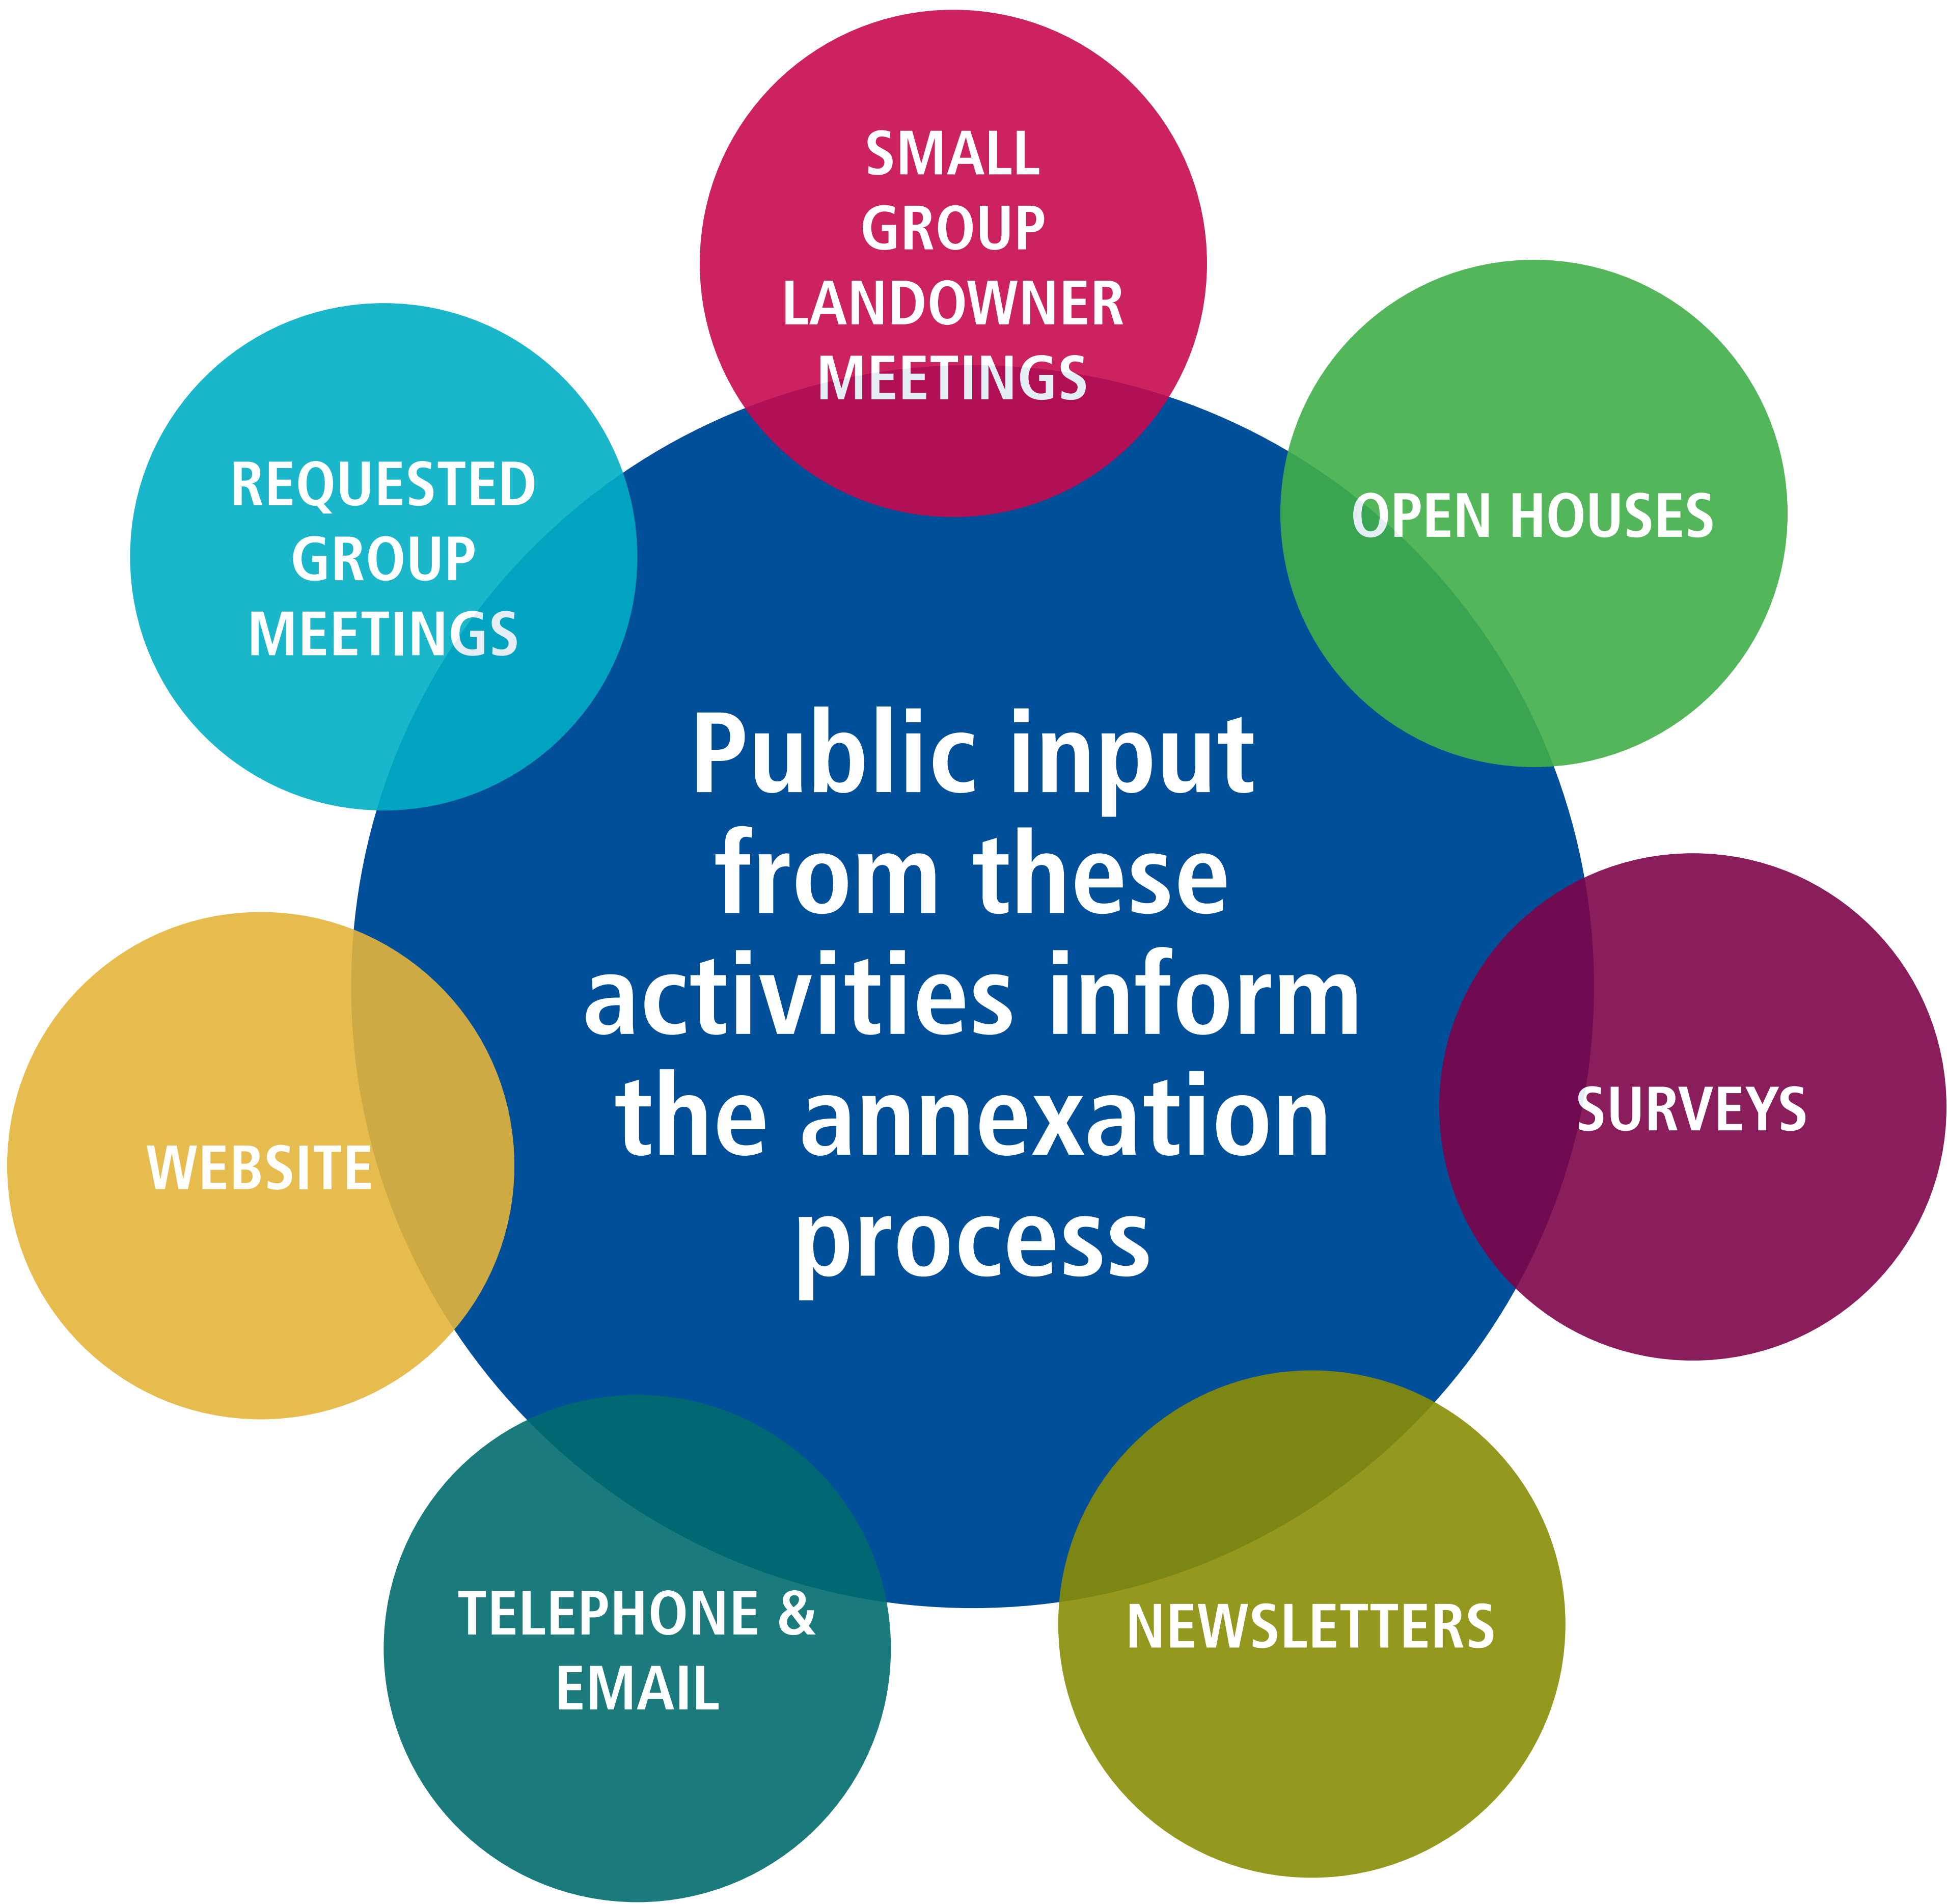 SMALL
GROUP
LANDOWNER
MEETINGS
OPEN HOUSES
REQUESTED
GROUP
MEETINGS
Public input
from these
activities inform
the annexation
process
SURVEYS
WEBSITE
TELEPHONE &
EMAIL
NEWSLETTERS